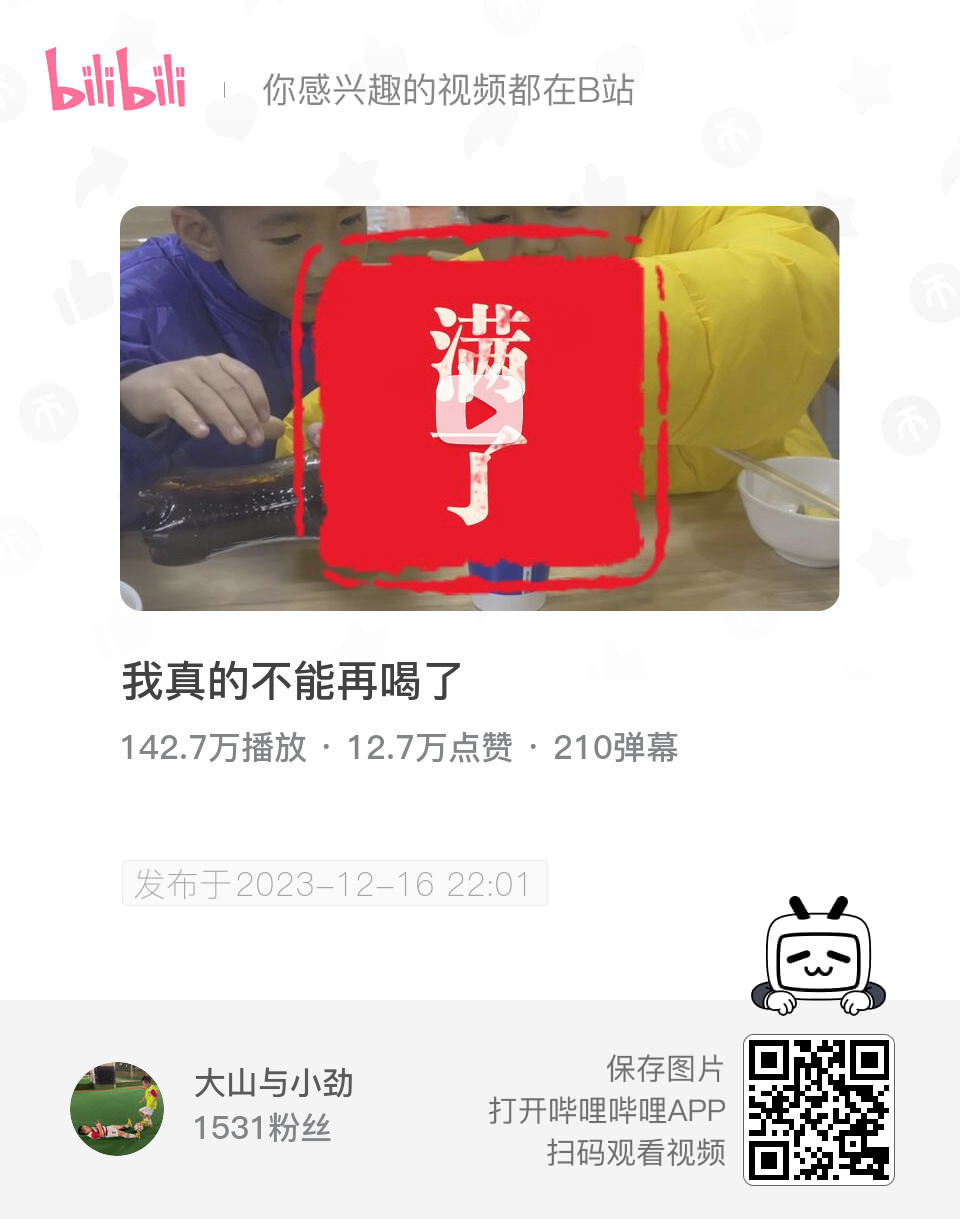 bilibili
你感兴趣的视频都在B站
满
了
我真的不能再喝了
142.7万播放 · 12.7万点赞 · 210弹幕
发布于2023-12-16 22:01
大山与小劲
1531粉丝
保存图片
打开哔哩哔哩APP
扫码观看视频